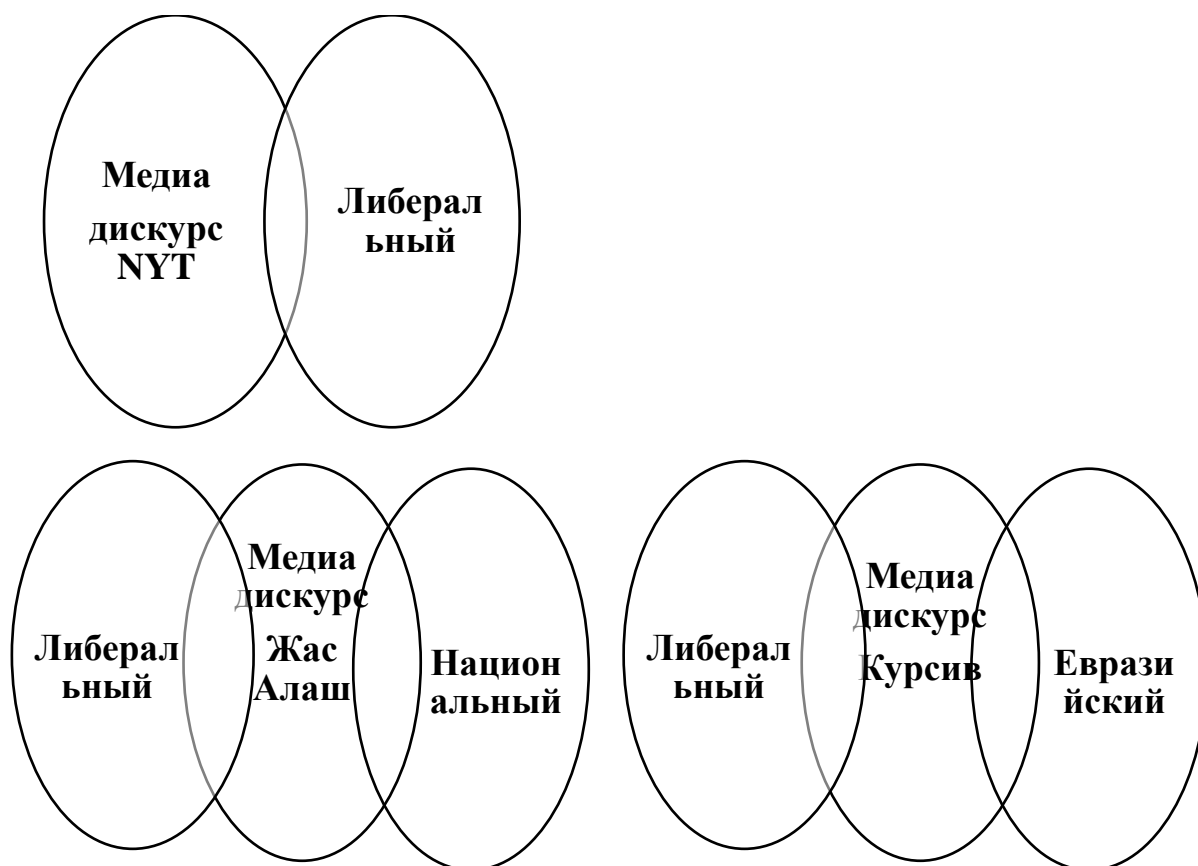 Медиа
дискурс
NYT
Либерал
ьный
Либерал
ьный
Медиа
дискурс
Жас
Алаш
Национ
альный
Либерал
ьный
Медиа
дискурс
Курсив
Еврази
йский